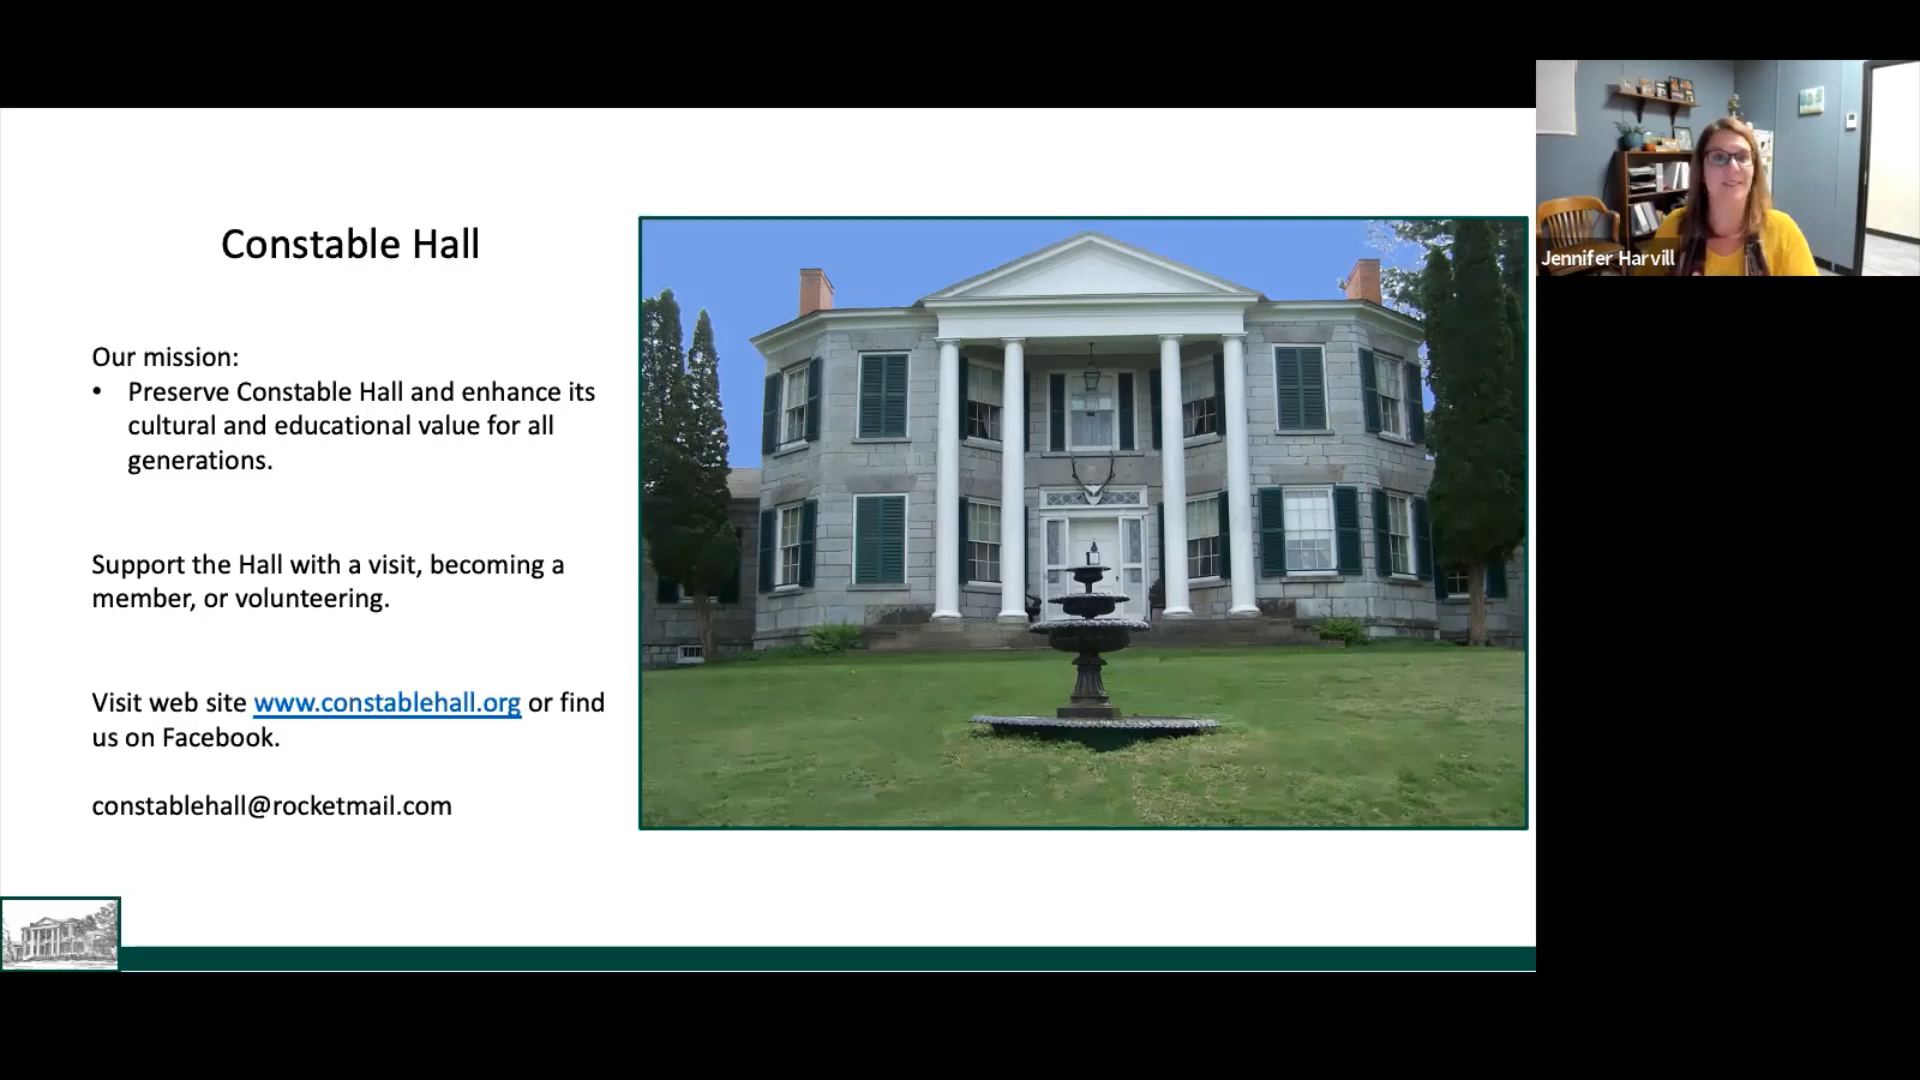 Constable Hall
Our mission:
• Preserve Constable Hall and enhance its
cultural and educational value for all
generations.
Support the Hall with a visit, becoming a
member, or volunteering.
Visit web site www.constablehall.org or find
us on Facebook.
constablehall@rocketmail.com
Jennifer Harvill